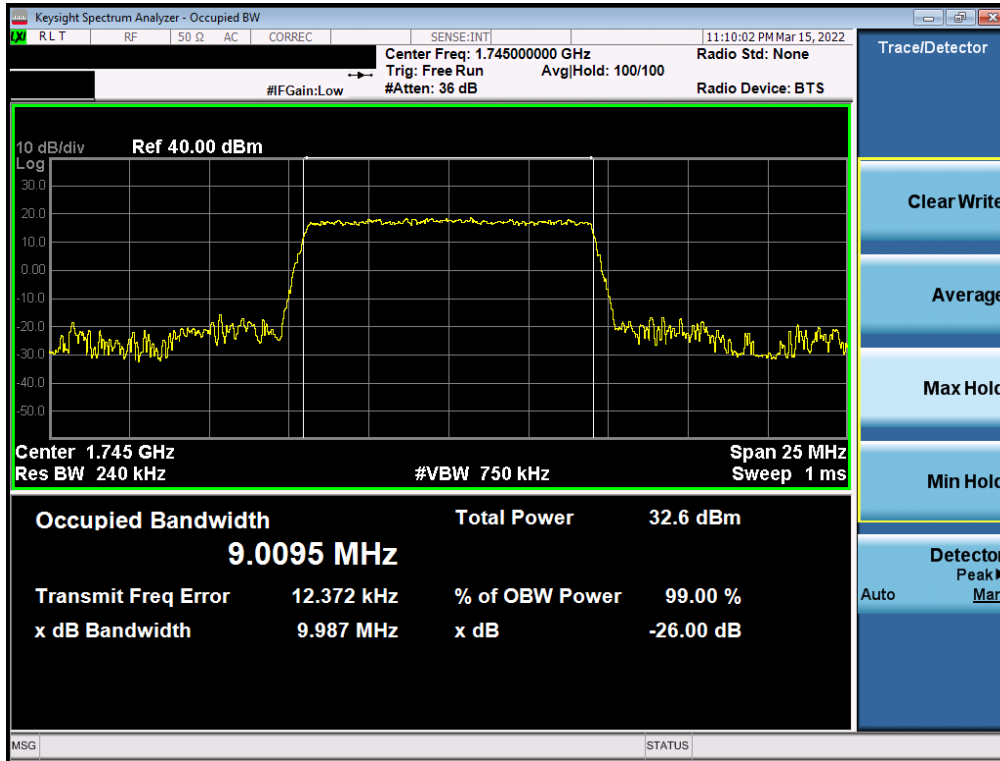 Keysight Spectrum Analyzer - Occupied BW
LXI RLT RF 50 Ω AC CORREC SENSE:INT 11:10:02 PM Mar 15, 2022
Center Freq: 1.745000000 GHz Radio Std: None
Trig: Free Run Avg|Hold: 100/100
#IFGain:Low #Atten: 36 dB Radio Device: BTS
10 dB/div Ref 40.00 dBm
Log
30.0
20.0
10.0
0.00
-10.0
-20.0
-30.0
-40.0
-50.0
Center 1.745 GHz Span 25 MHz
Res BW 240 kHz #VBW 750 kHz Sweep 1 ms
Occupied Bandwidth Total Power 32.6 dBm
9.0095 MHz
Transmit Freq Error 12.372 kHz % of OBW Power 99.00 %
x dB Bandwidth 9.987 MHz x dB -26.00 dB
MSG STATUS
Trace/Detector
Clear Write
Average
Max Hold
Min Hold
Detector
Peak
Auto Man